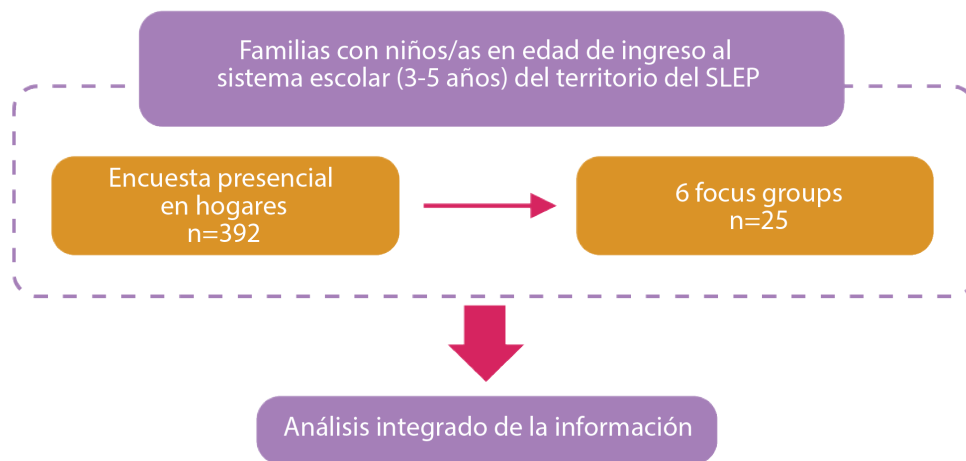 Familias con niños/as en edad de ingreso al
sistema escolar (3-5 años) del territorio del SLEP
Encuesta presencial
en hogares
n=392
6 focus groups
n=25
Análisis integrado de la información